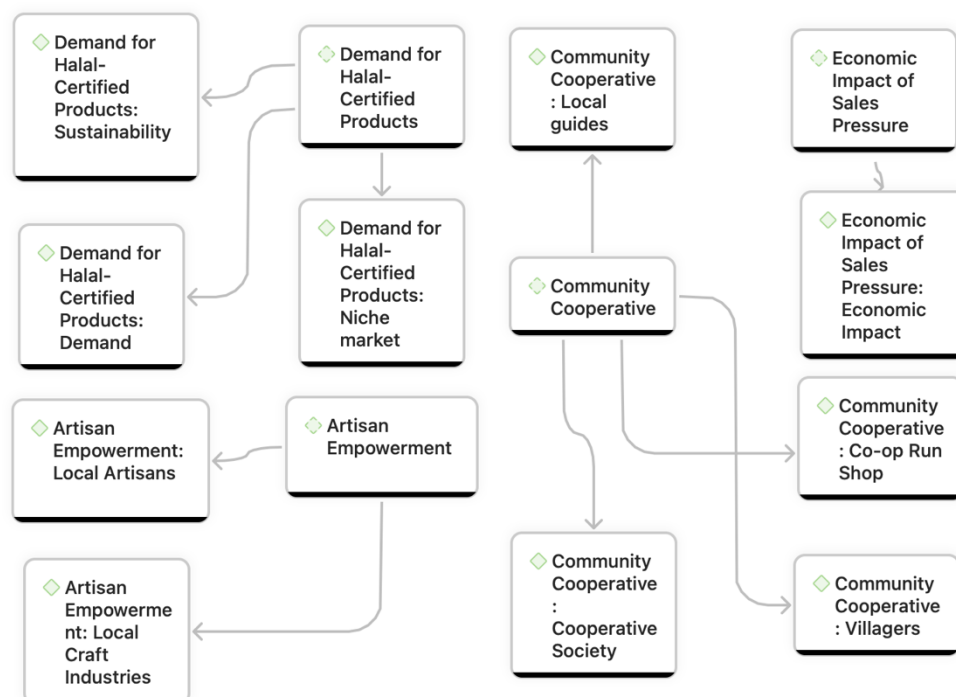 Demand for
Halal-
Certified
Products:
Sustainability
Demand for
Halal-
Certified
Products
Community
Cooperative
: Local
guides
Economic
Impact of
Sales
Pressure
Demand for
Halal-
Certified
Products:
Demand
Demand for
Halal-
Certified
Products:
Niche
market
Community
Cooperative
Economic
Impact of
Sales
Pressure:
Economic
Impact
Artisan
Empowerment:
Local Artisans
Artisan
Empowerment
Community
Cooperative
: Co-op Run
Shop
Artisan
Empowerme
nt: Local
Craft
Industries
Community
Cooperative
:
Cooperative
Society
Community
Cooperative
: Villagers